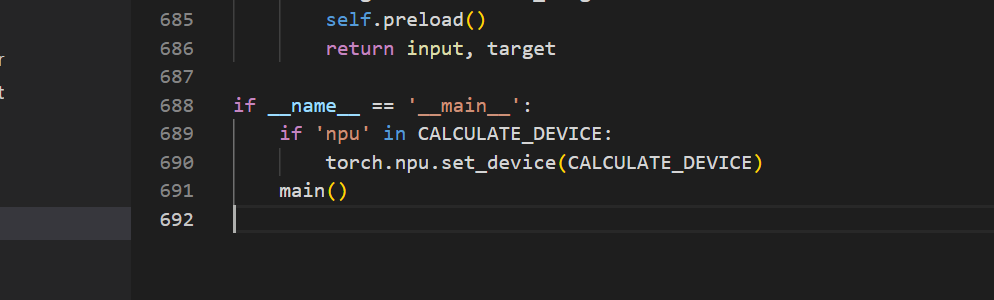 685 self.preload()
686 return input, target
687
688 if __name__ == '__main__':
689 if 'npu' in CALCULATE_DEVICE:
690 torch.npu.set_device(CALCULATE_DEVICE)
691 main()
692